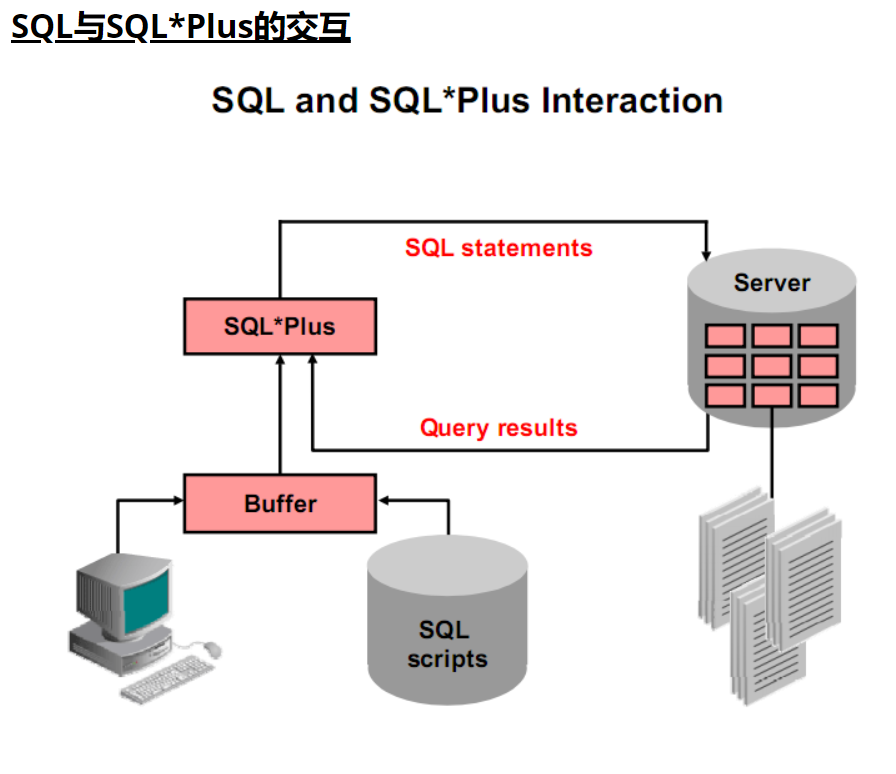 SQL与SQL*Plus的交互
SQL and SQL*Plus Interaction
SQL statements
Server
SQL*Plus
Query results
Buffer
SQL
scripts